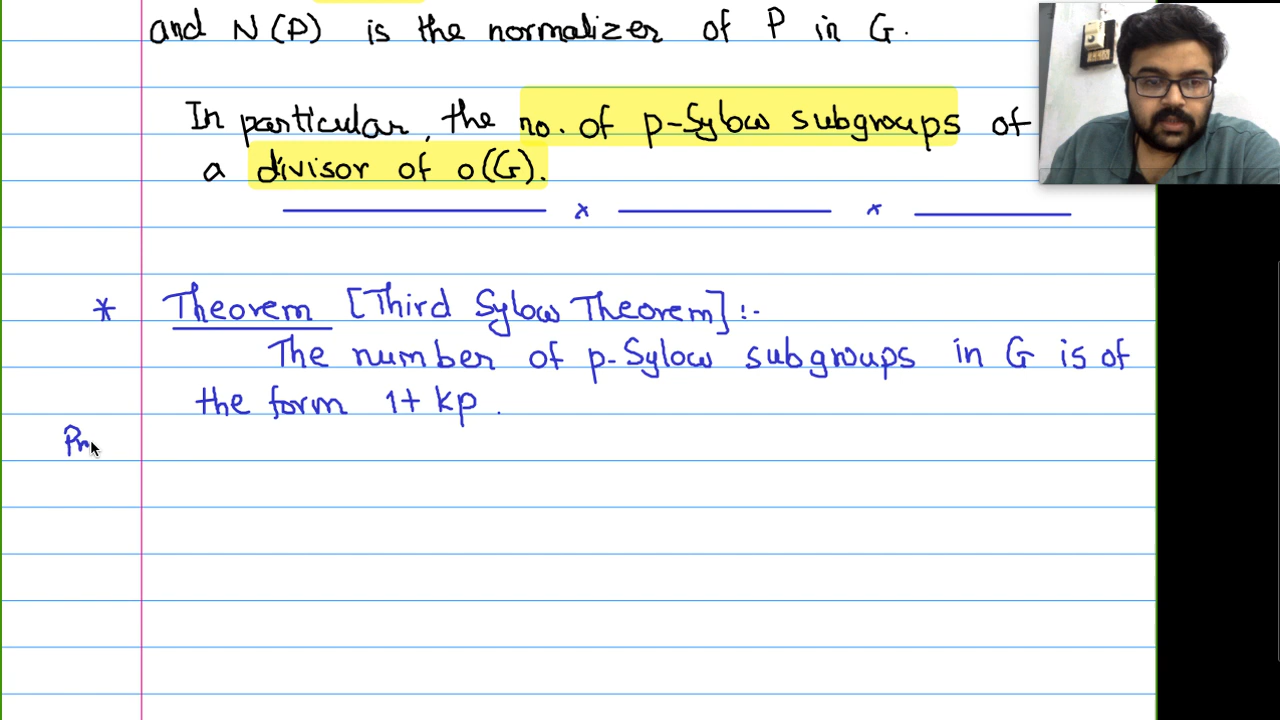 and N(P) is the normalizer of P in G.
In particular, the no. of p-Sylow subgroups of
a divisor of o(G).
x x
* Theorem [Third Sylow Theorem] :-
The number of p-Sylow subgroups in G is of
the form 1+ kp.
Pr